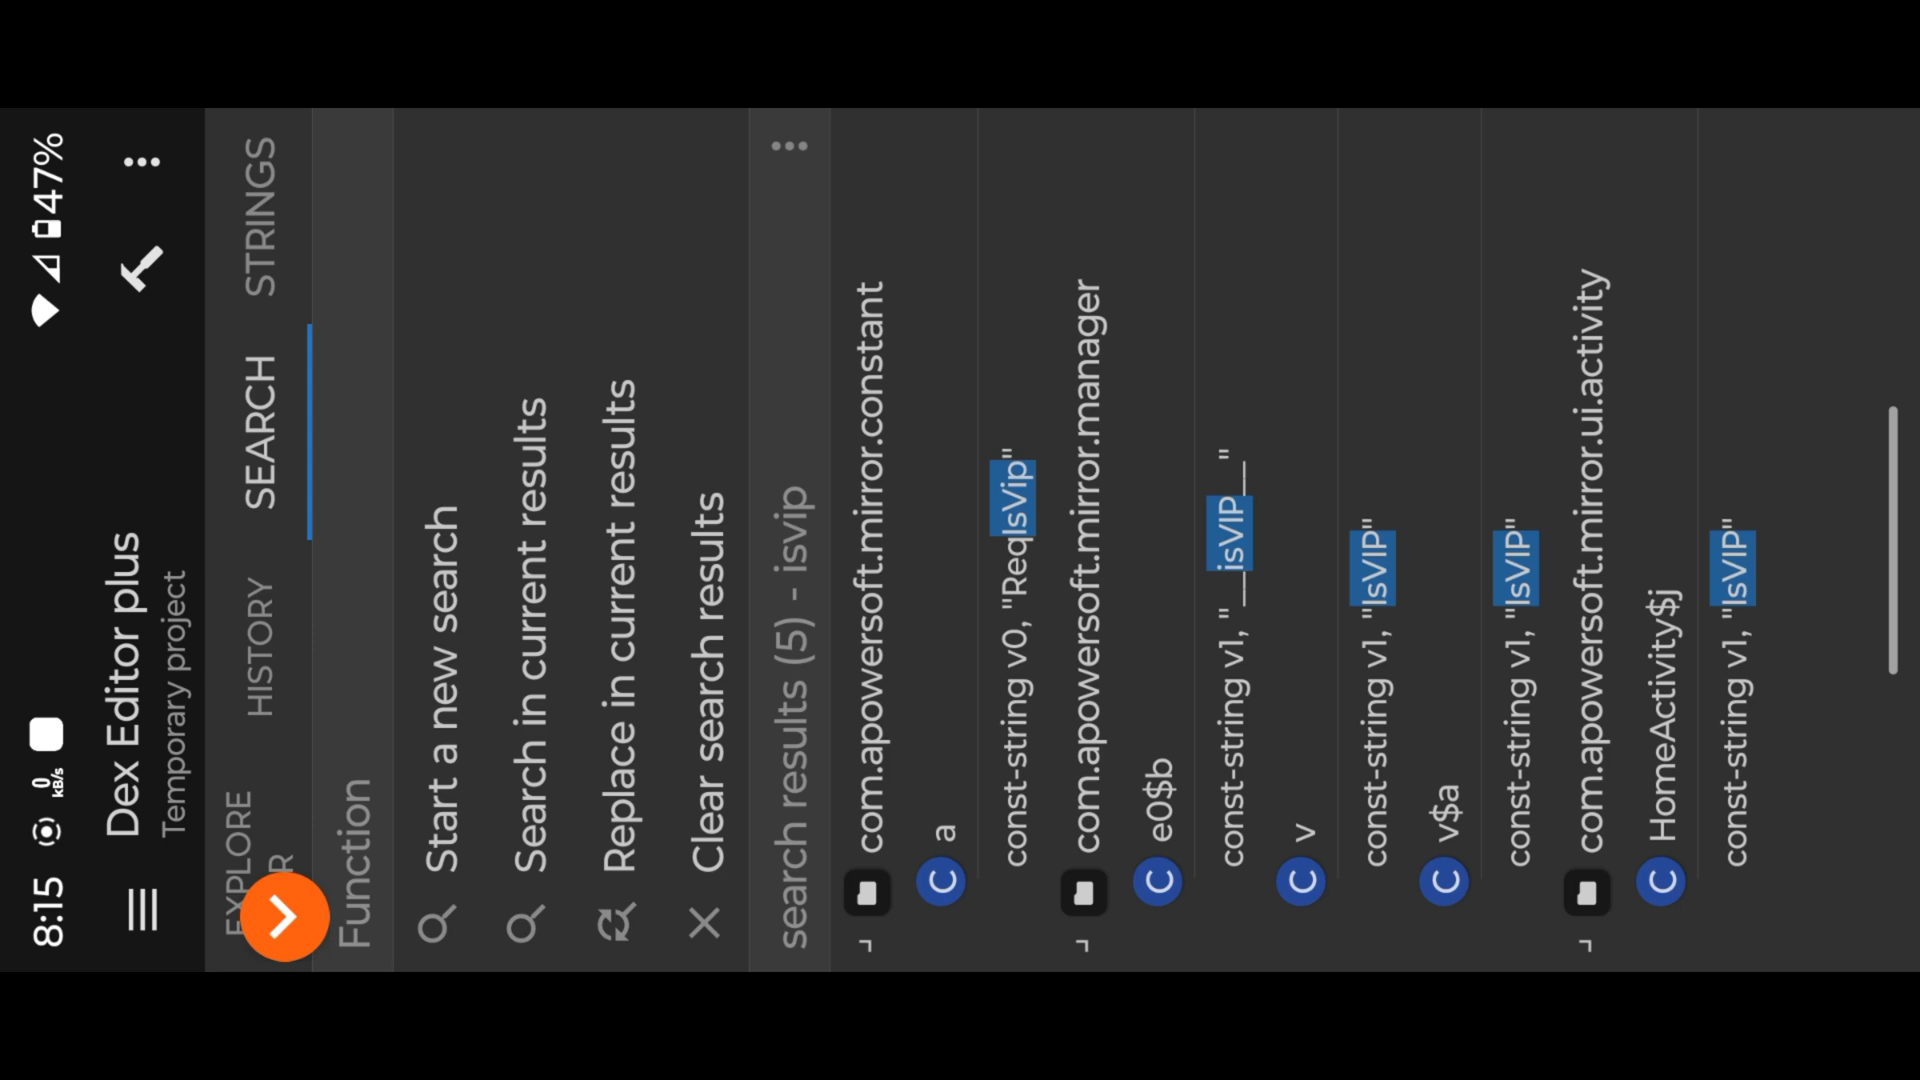 8:15 0 kB/s 47%
Dex Editor plus
Temporary project
EXPLORE
R
HISTORY
SEARCH
STRINGS
Function
Start a new search
Search in current results
Replace in current results
Clear search results
search results (5) - isvip
com.apowersoft.mirror.constant
C a
const-string v0, "ReqIsVip"
com.apowersoft.mirror.manager
C e0$b
const-string v1, "__isVIP__"
C v
const-string v1, "IsVIP"
C v$a
const-string v1, "IsVIP"
com.apowersoft.mirror.ui.activity
C HomeActivity$j
const-string v1, "IsVIP"